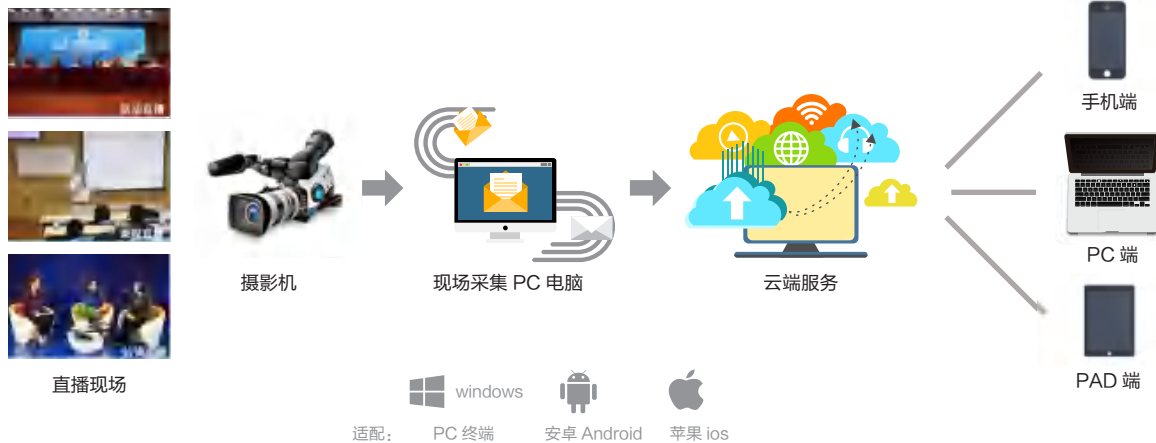 手机端
PC 端
摄影机
现场采集 PC 电脑
云端服务
直播现场
PAD 端
windows
适配： PC 终端 安卓 Android 苹果 ios